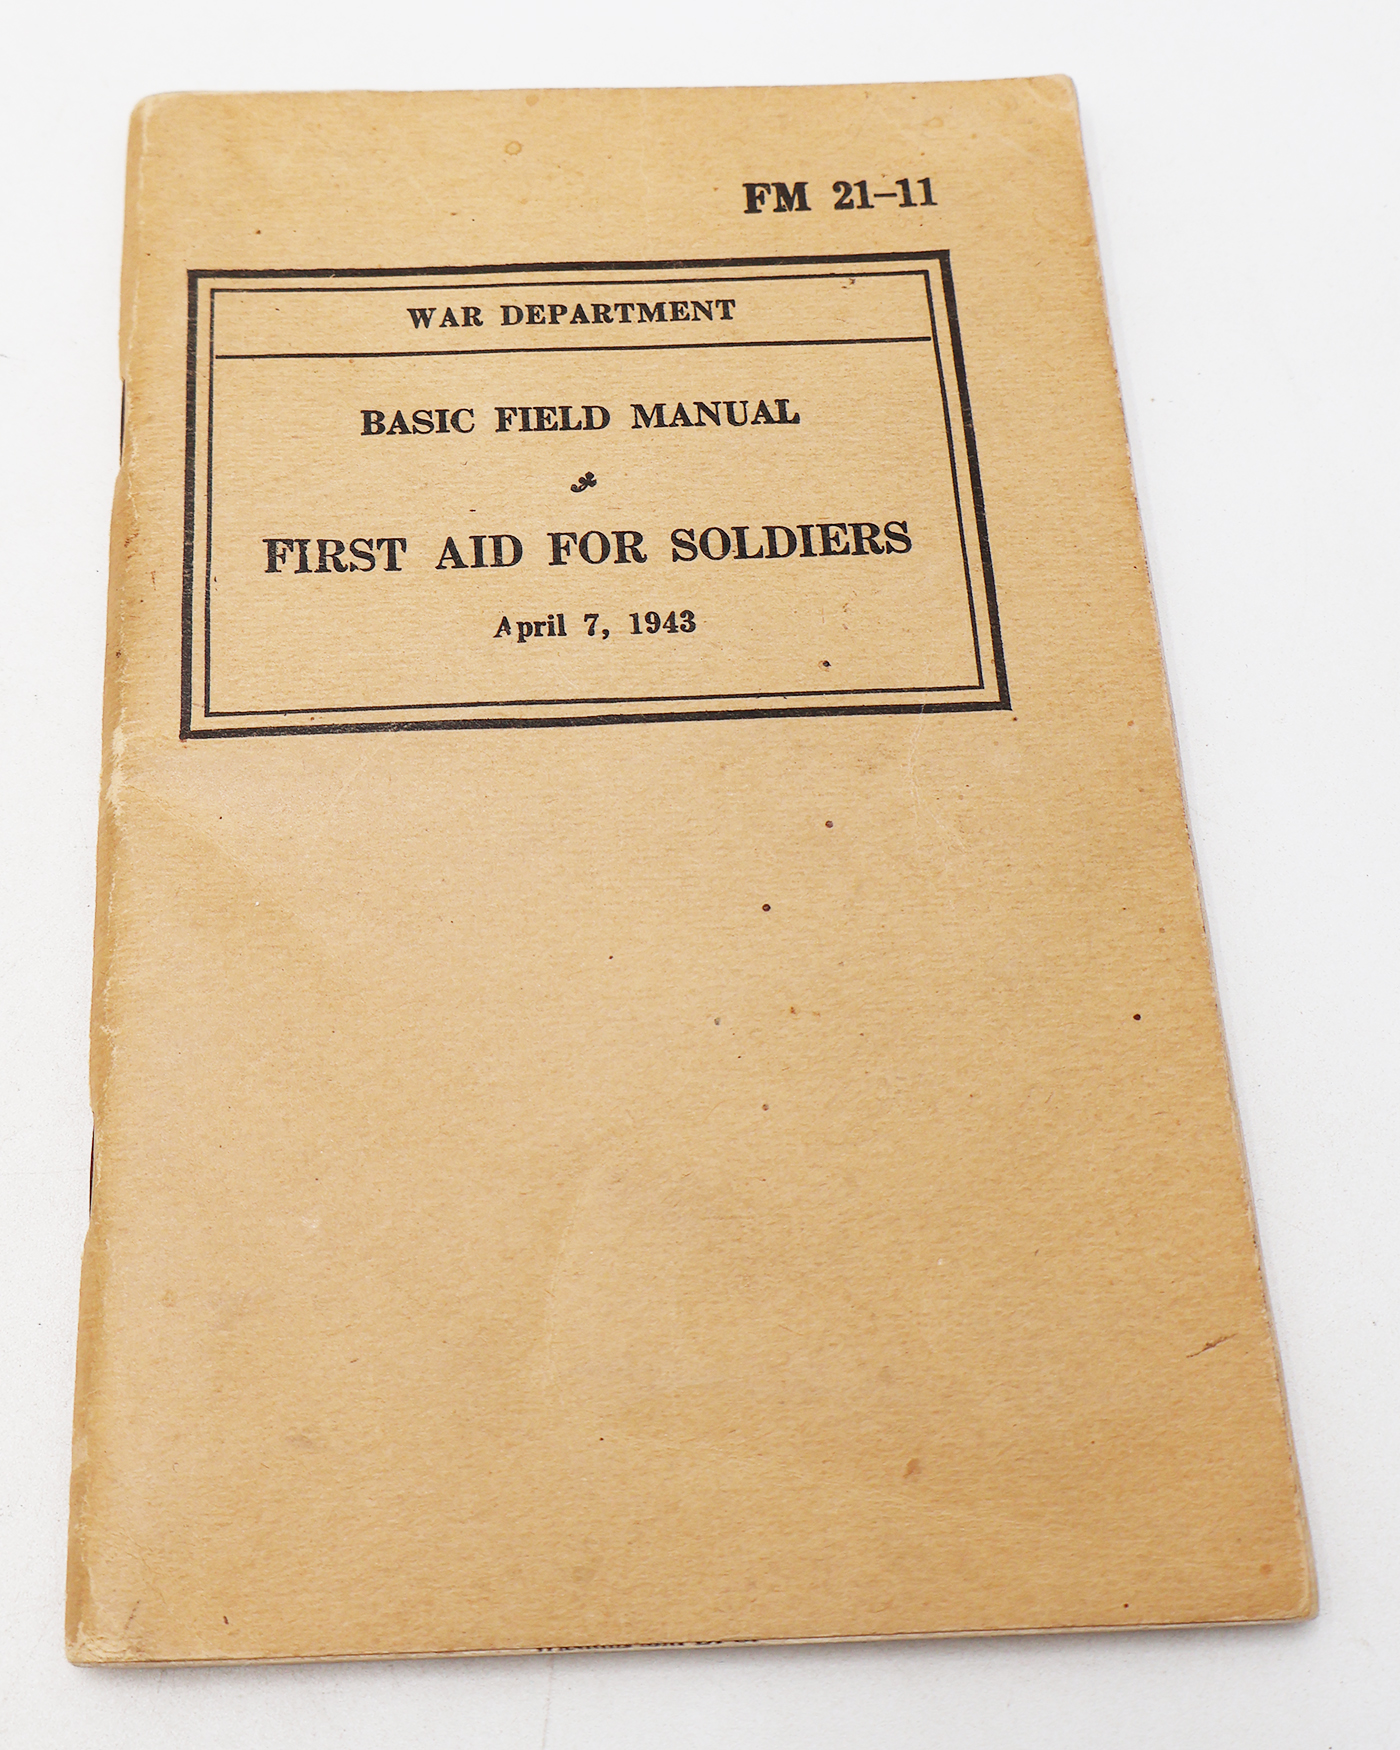 FM 21–11
WAR DEPARTMENT
BASIC FIELD MANUAL
FIRST AID FOR SOLDIERS
April 7, 1943